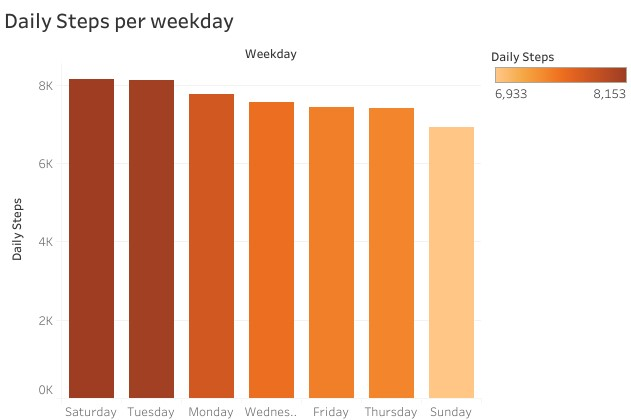 Daily Steps per weekday
Weekday
Daily Steps
6,933 8,153
Daily Steps
8K
6K
4K
2K
0K
Saturday Tuesday Monday Wednes.. Friday Thursday Sunday